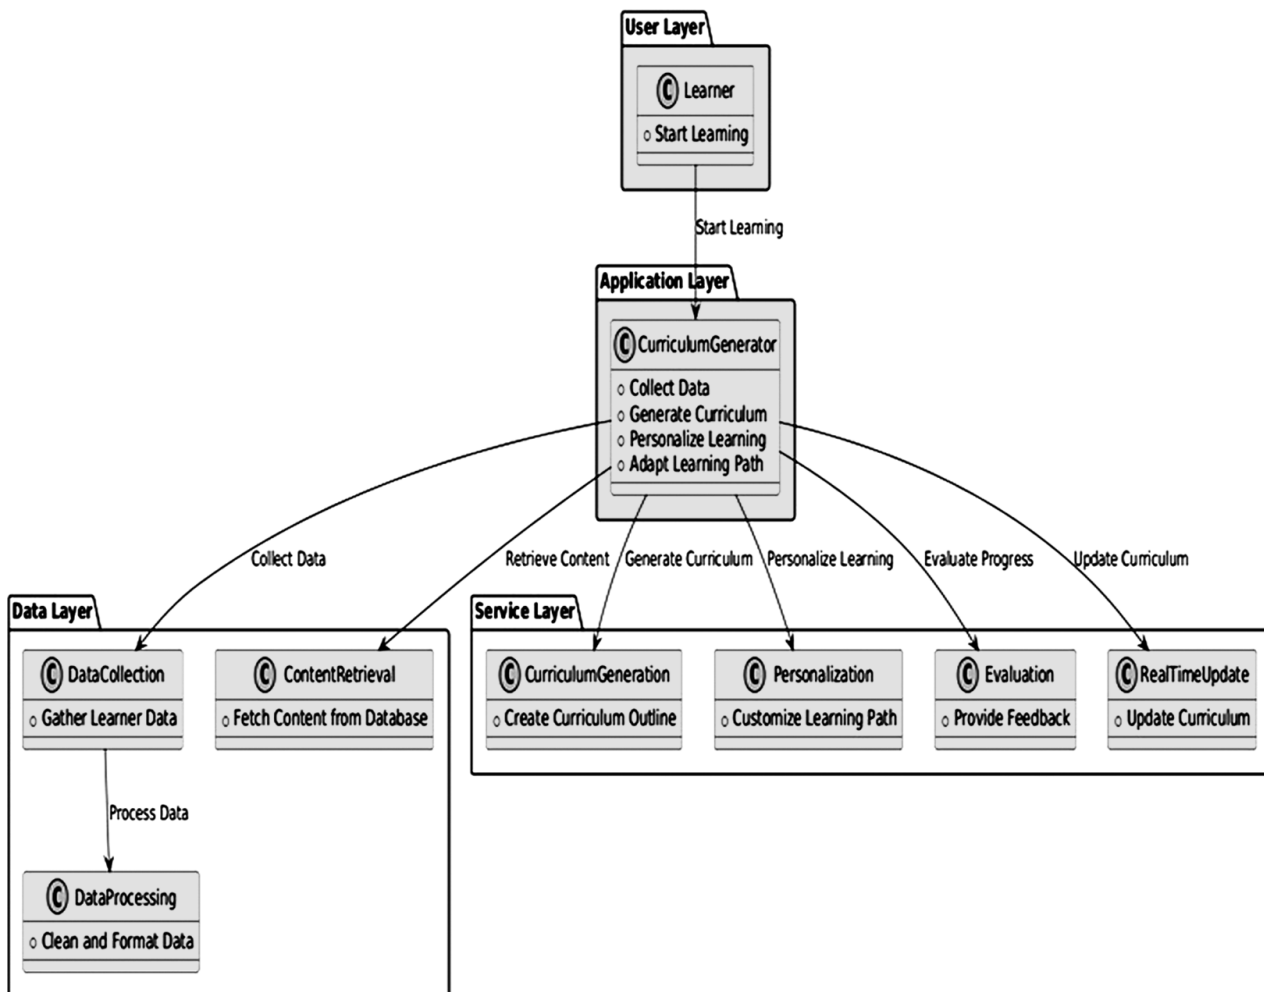 User Layer
C Learner
Start Learning
Start Learning
Application Layer
C CurriculumGenerator
Collect Data
Generate Curriculum
Personalize Learning
Adapt Learning Path
Collect Data
Retrieve Content
Generate Curriculum
Personalize Learning
Evaluate Progress
Update Curriculum
Data Layer
C DataCollection
Gather Learner Data
C ContentRetrieval
Fetch Content from Database
Process Data
C DataProcessing
Clean and Format Data
Service Layer
C CurriculumGeneration
Create Curriculum Outline
C Personalization
Customize Learning Path
C Evaluation
Provide Feedback
C RealTimeUpdate
Update Curriculum